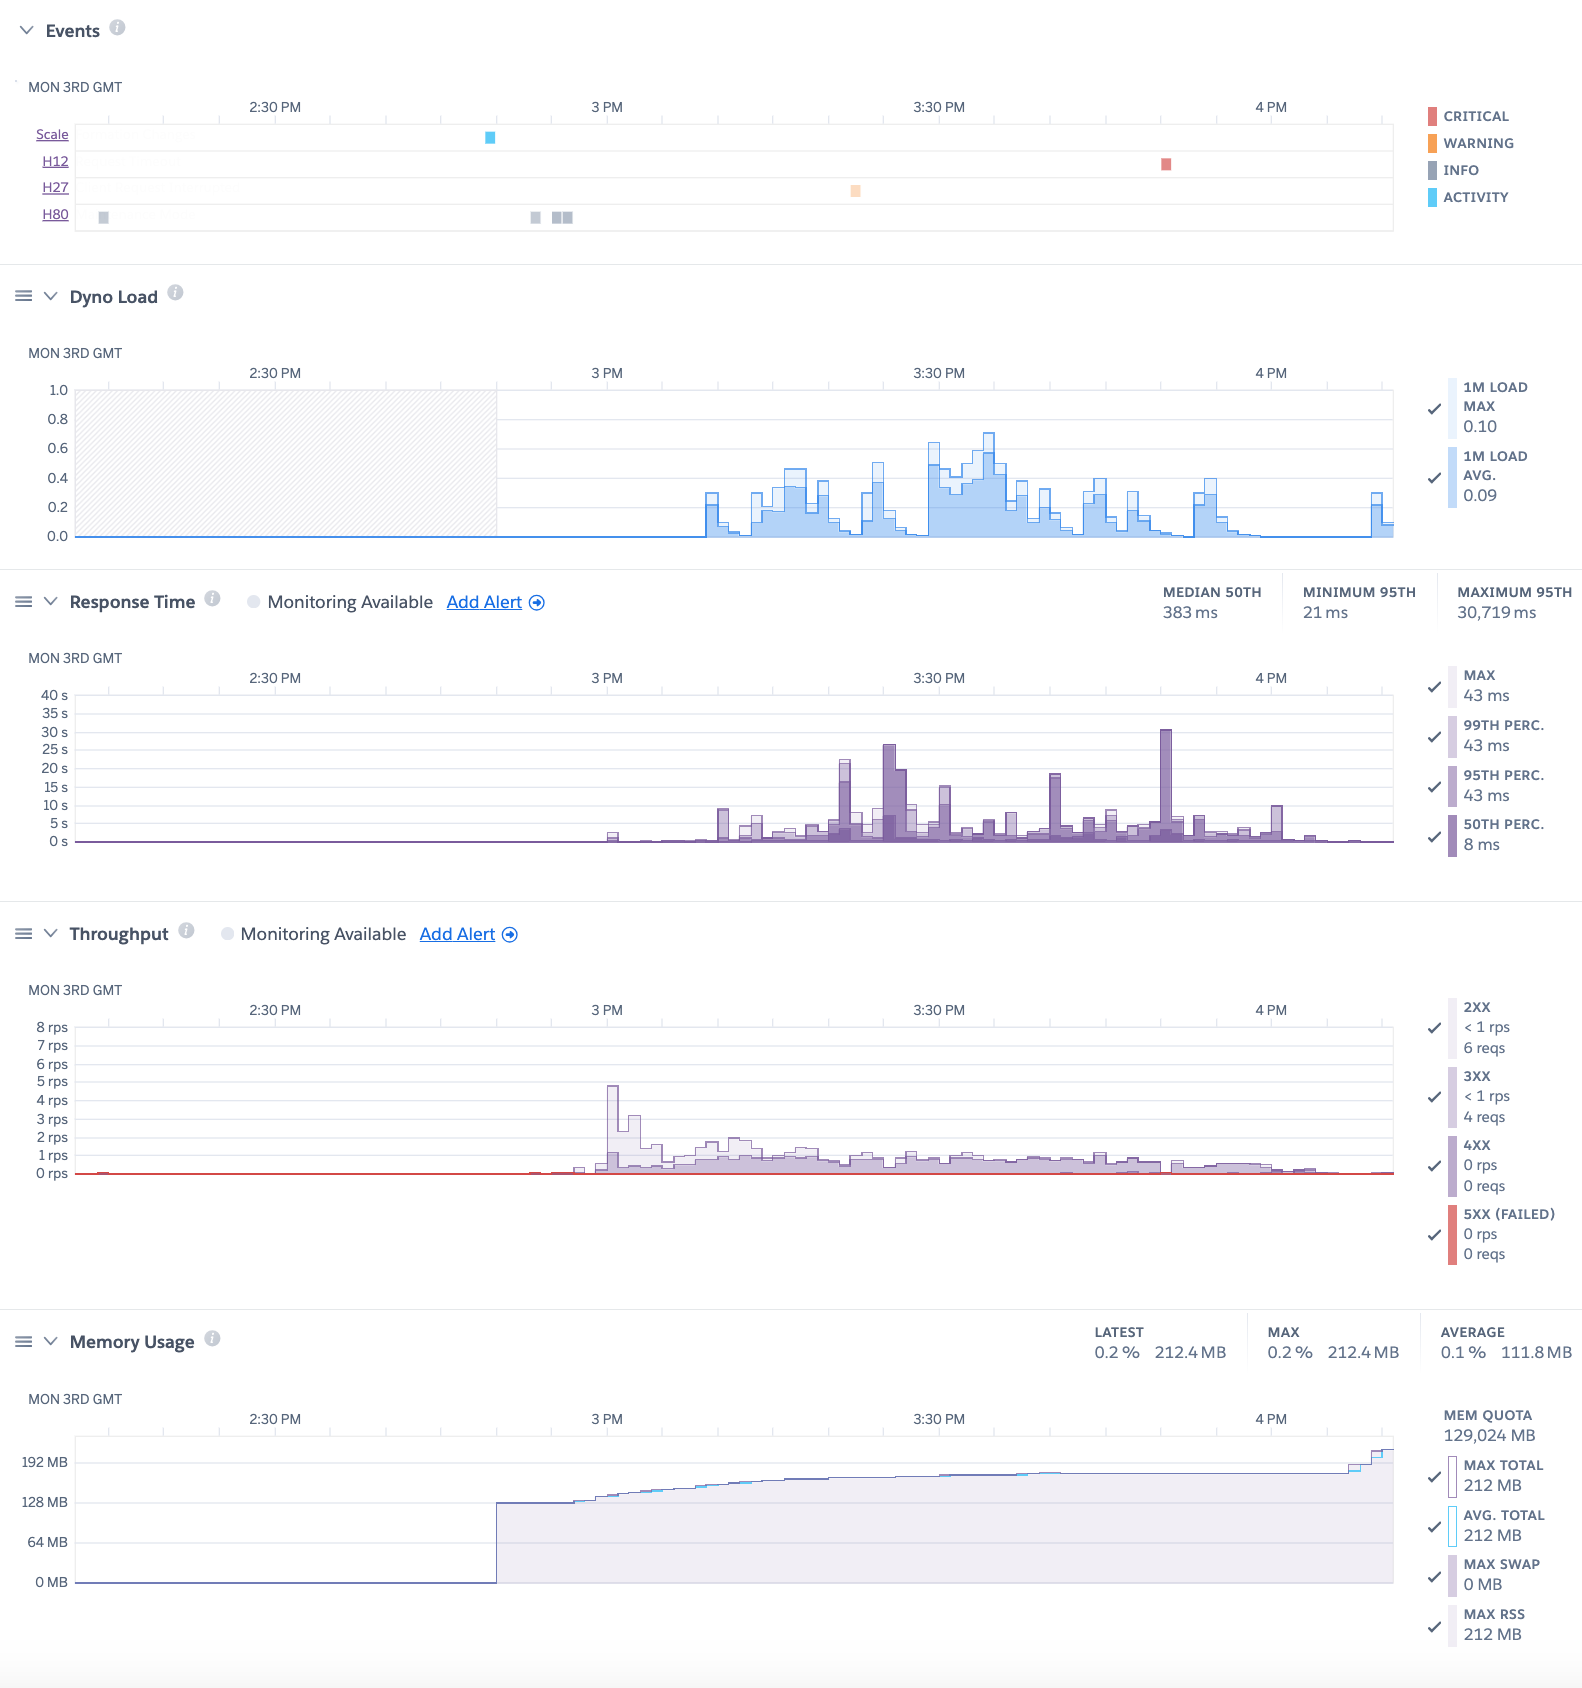 Events
MON 3RD GMT
2:30 PM 3 PM 3:30 PM 4 PM
Scale
H12
H27
H80
CRITICAL
WARNING
INFO
ACTIVITY
Dyno Load
MON 3RD GMT
2:30 PM 3 PM 3:30 PM 4 PM
1.0
0.8
0.6
0.4
0.2
0.0
1M LOAD
MAX
0.10
1M LOAD
AVG.
0.09
Response Time Monitoring Available Add Alert
MEDIAN 50TH MINIMUM 95TH MAXIMUM 95TH
383 ms 21 ms 30,719 ms
MON 3RD GMT
2:30 PM 3 PM 3:30 PM 4 PM
40 s
35 s
30 s
25 s
20 s
15 s
10 s
5 s
0 s
MAX
43 ms
99TH PERC.
43 ms
95TH PERC.
43 ms
50TH PERC.
8 ms
Throughput Monitoring Available Add Alert
MON 3RD GMT
2:30 PM 3 PM 3:30 PM 4 PM
8 rps
7 rps
6 rps
5 rps
4 rps
3 rps
2 rps
1 rps
0 rps
2XX
< 1 rps
6 reqs
3XX
< 1 rps
4 reqs
4XX
0 rps
0 reqs
5XX (FAILED)
0 rps
0 reqs
Memory Usage
LATEST MAX AVERAGE
0.2 % 212.4 MB 0.2 % 212.4 MB 0.1 % 111.8 MB
MON 3RD GMT
2:30 PM 3 PM 3:30 PM 4 PM
192 MB
128 MB
64 MB
0 MB
MEM QUOTA
129,024 MB
MAX TOTAL
212 MB
AVG. TOTAL
212 MB
MAX SWAP
0 MB
MAX RSS
212 MB